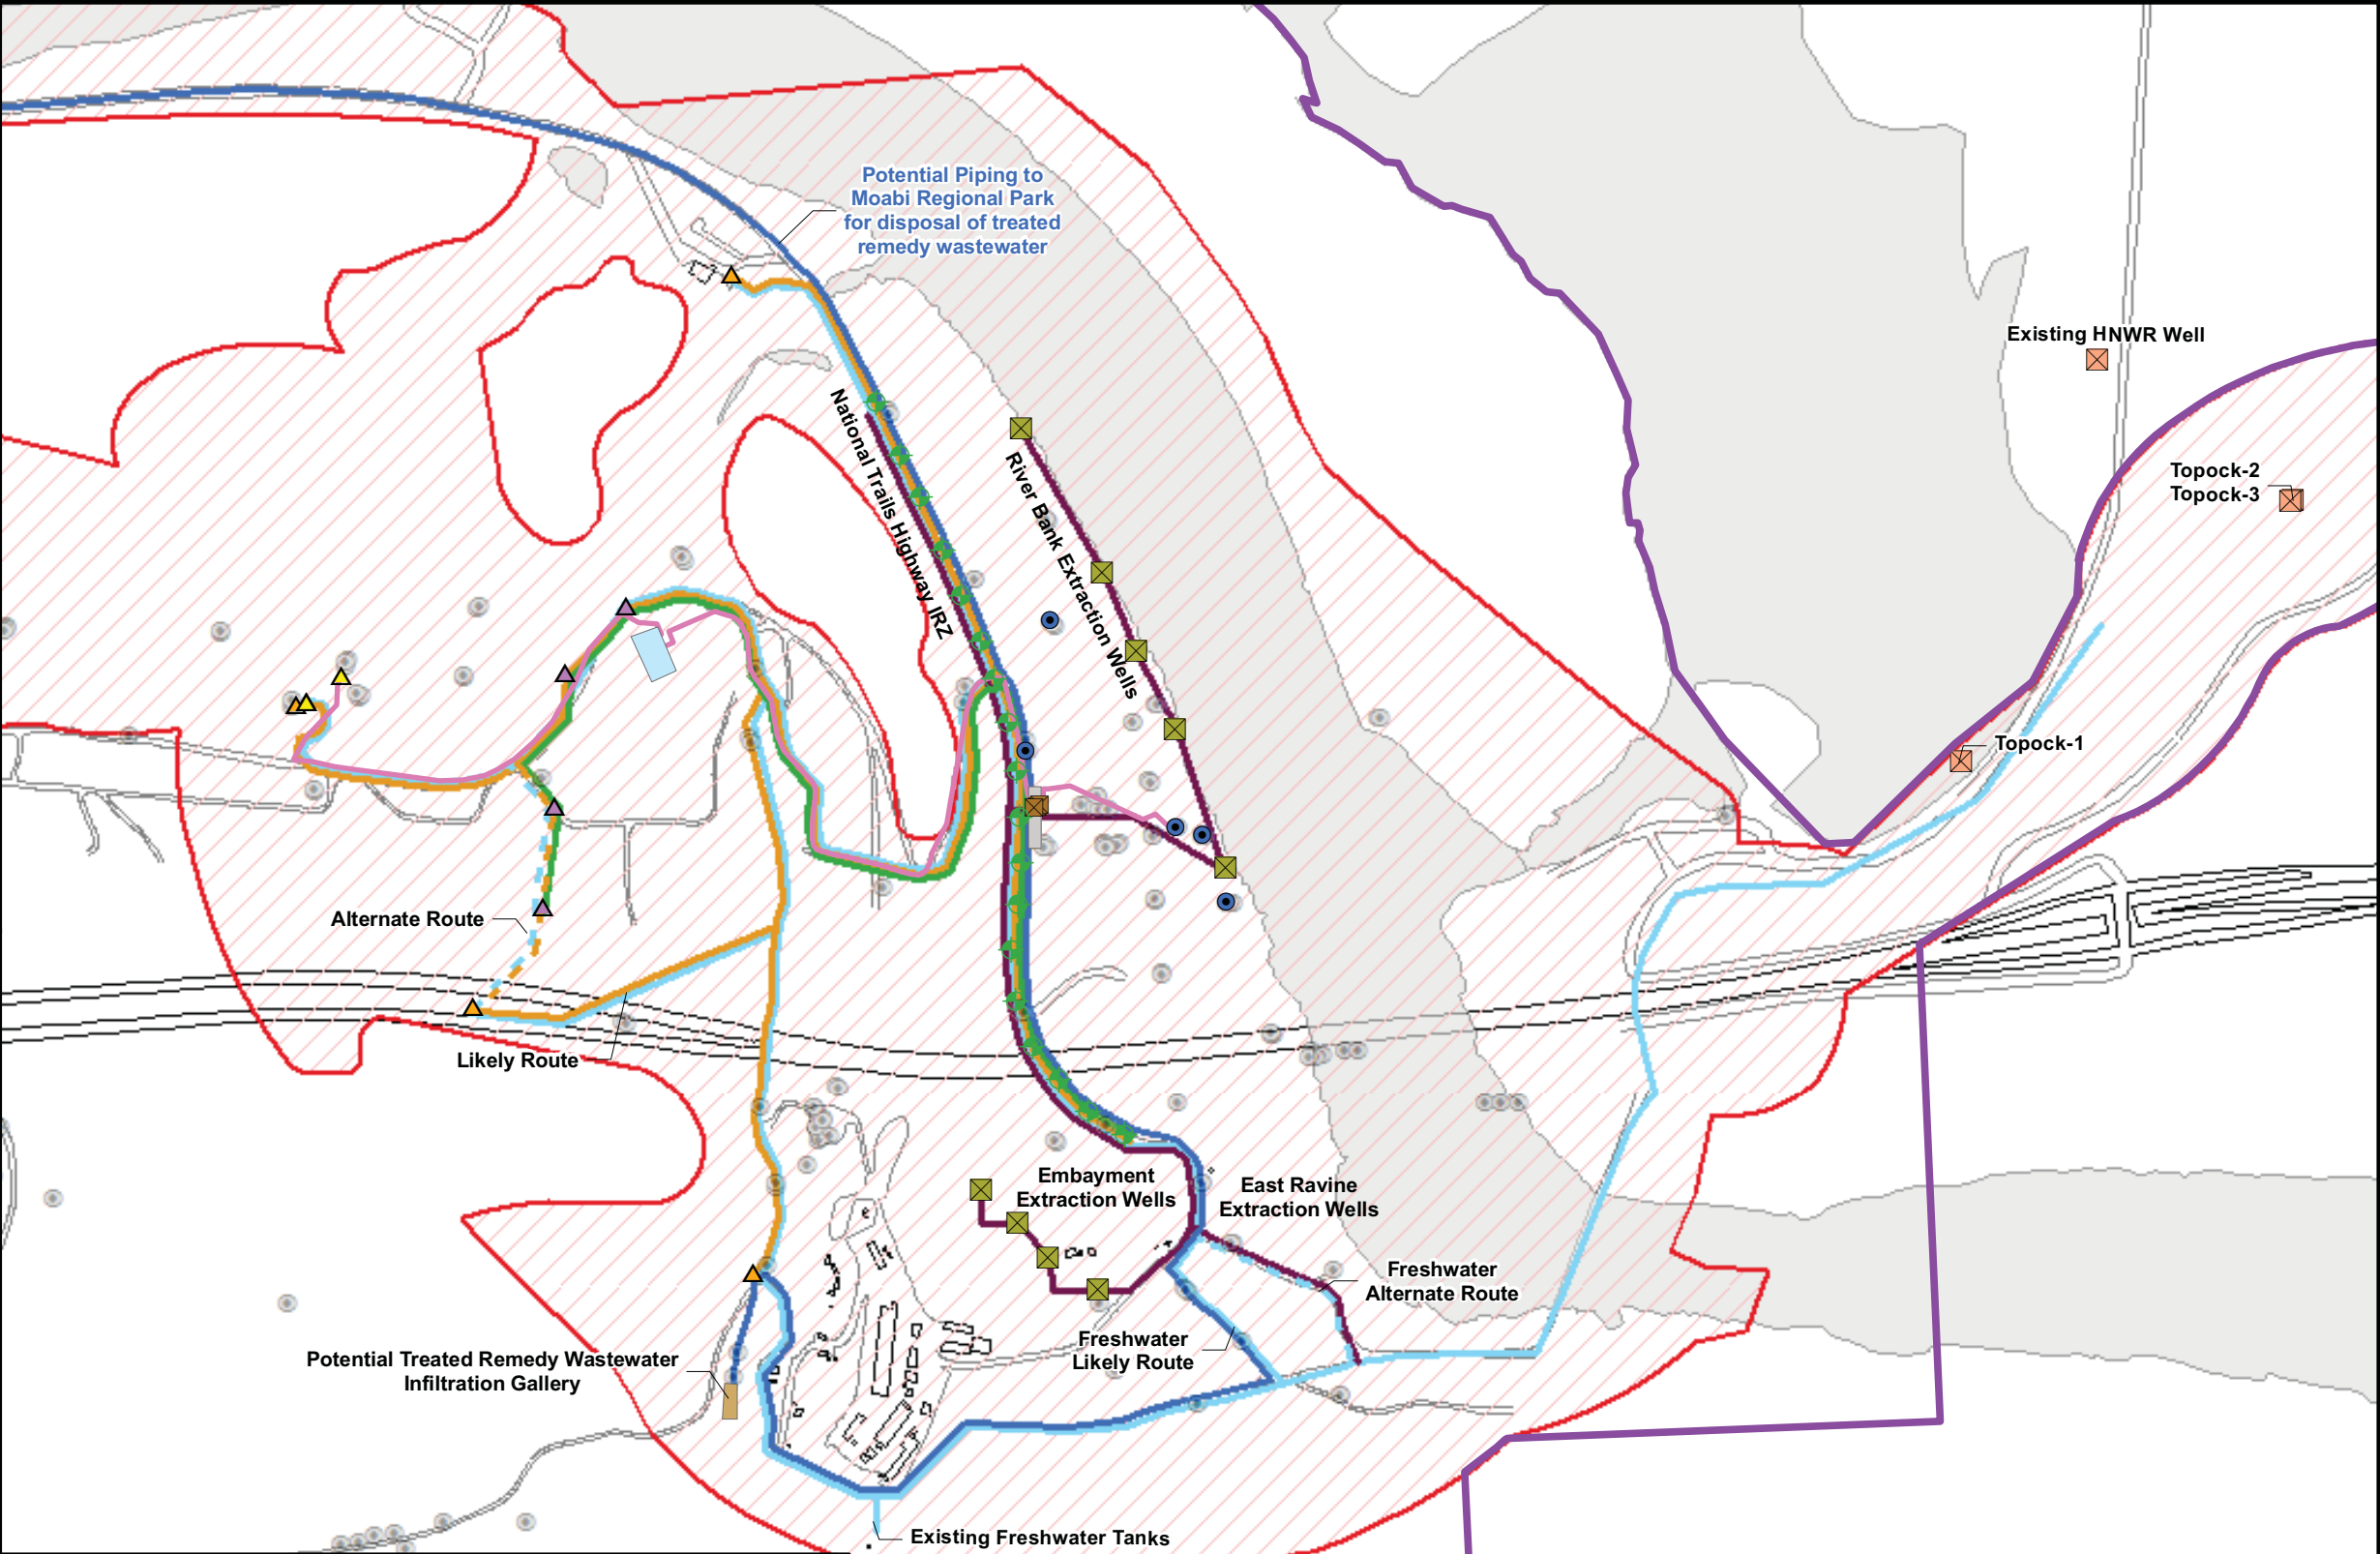 Potential Piping to
Moabi Regional Park
for disposal of treated
remedy wastewater
Existing HNWR Well
Topock-2
Topock-3
National Trails Highway IRZ
River Bank Extraction Wells
Topock-1
Alternate Route
Likely Route
Embayment
Extraction Wells
East Ravine
Extraction Wells
Freshwater
Alternate Route
Freshwater
Likely Route
Potential Treated Remedy Wastewater
Infiltration Gallery
Existing Freshwater Tanks